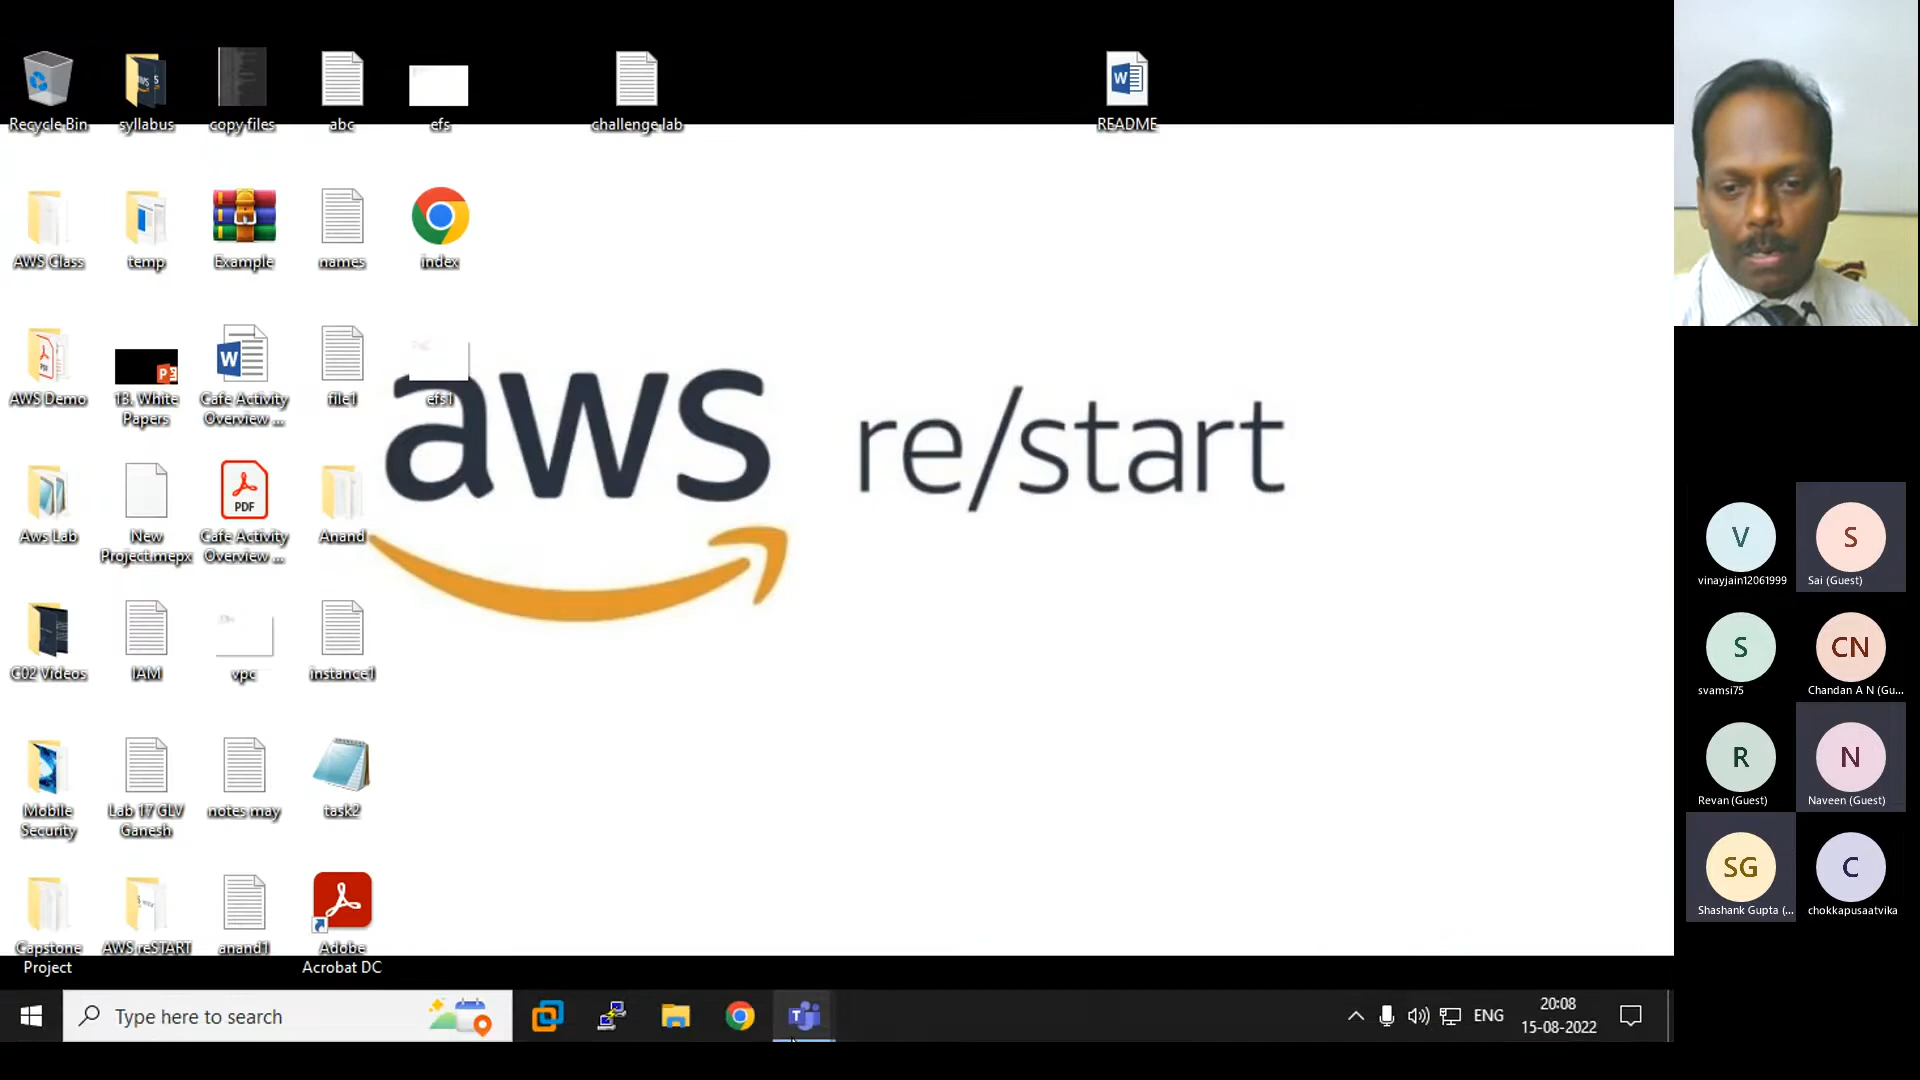 Recycle Bin
syllabus
copy files
abc
efs
challenge lab
README
AWS Class
temp
Example
names
index
AWS Demo
13. White
Papers
Cafe Activity
Overview ...
file1
efs1
aws re/start
Aws Lab
New
Project.mepx
PDF
Cafe Activity
Overview ...
Anand
C02 Videos
IAM
vpc
instance1
Mobile
Security
Lab 17 GLV
Ganesh
notes may
task2
Capstone
Project
AWS reSTART
anand1
Adobe
Acrobat DC
Type here to search
ENG
20:08
15-08-2022
V
vinayjain12061999
S
Sai (Guest)
S
svamsi75
CN
Chandan A N (Gu...
R
Revan (Guest)
N
Naveen (Guest)
SG
Shashank Gupta (...
C
chokkapusaatvika